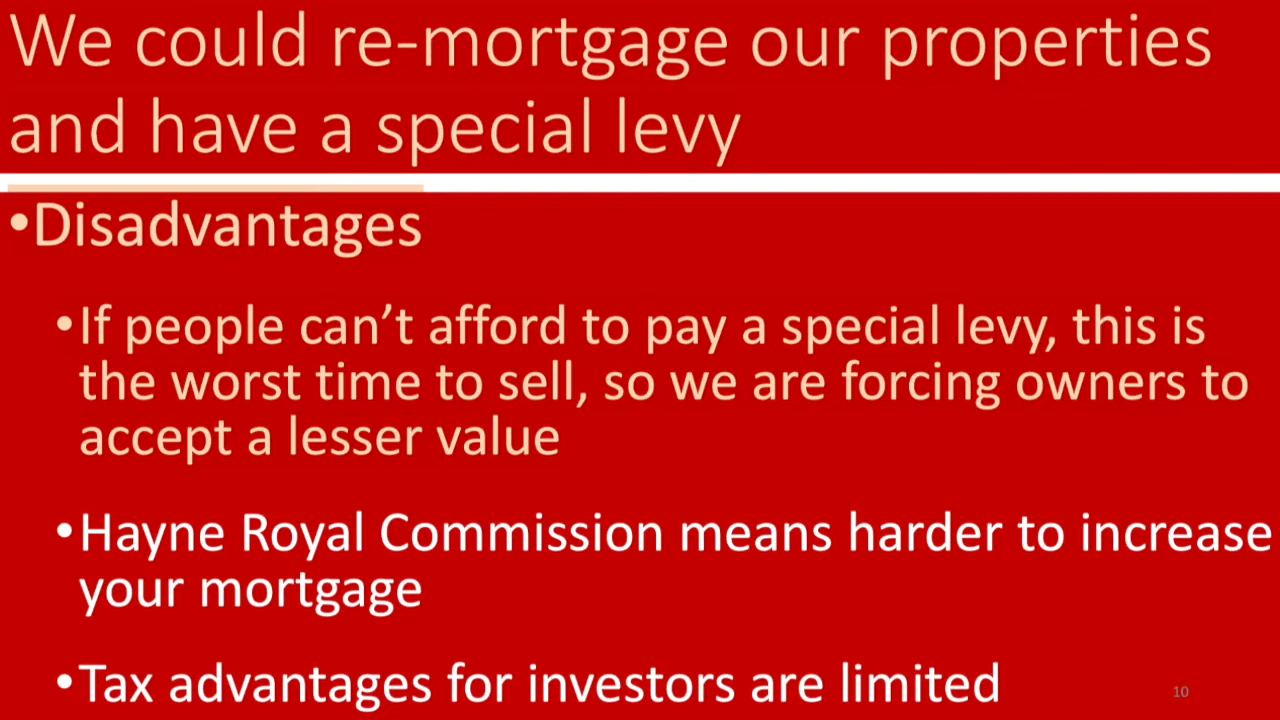 We could re-mortgage our properties
and have a special levy
•Disadvantages
•If people can’t afford to pay a special levy, this is
the worst time to sell, so we are forcing owners to
accept a lesser value
•Hayne Royal Commission means harder to increase
your mortgage
•Tax advantages for investors are limited
10